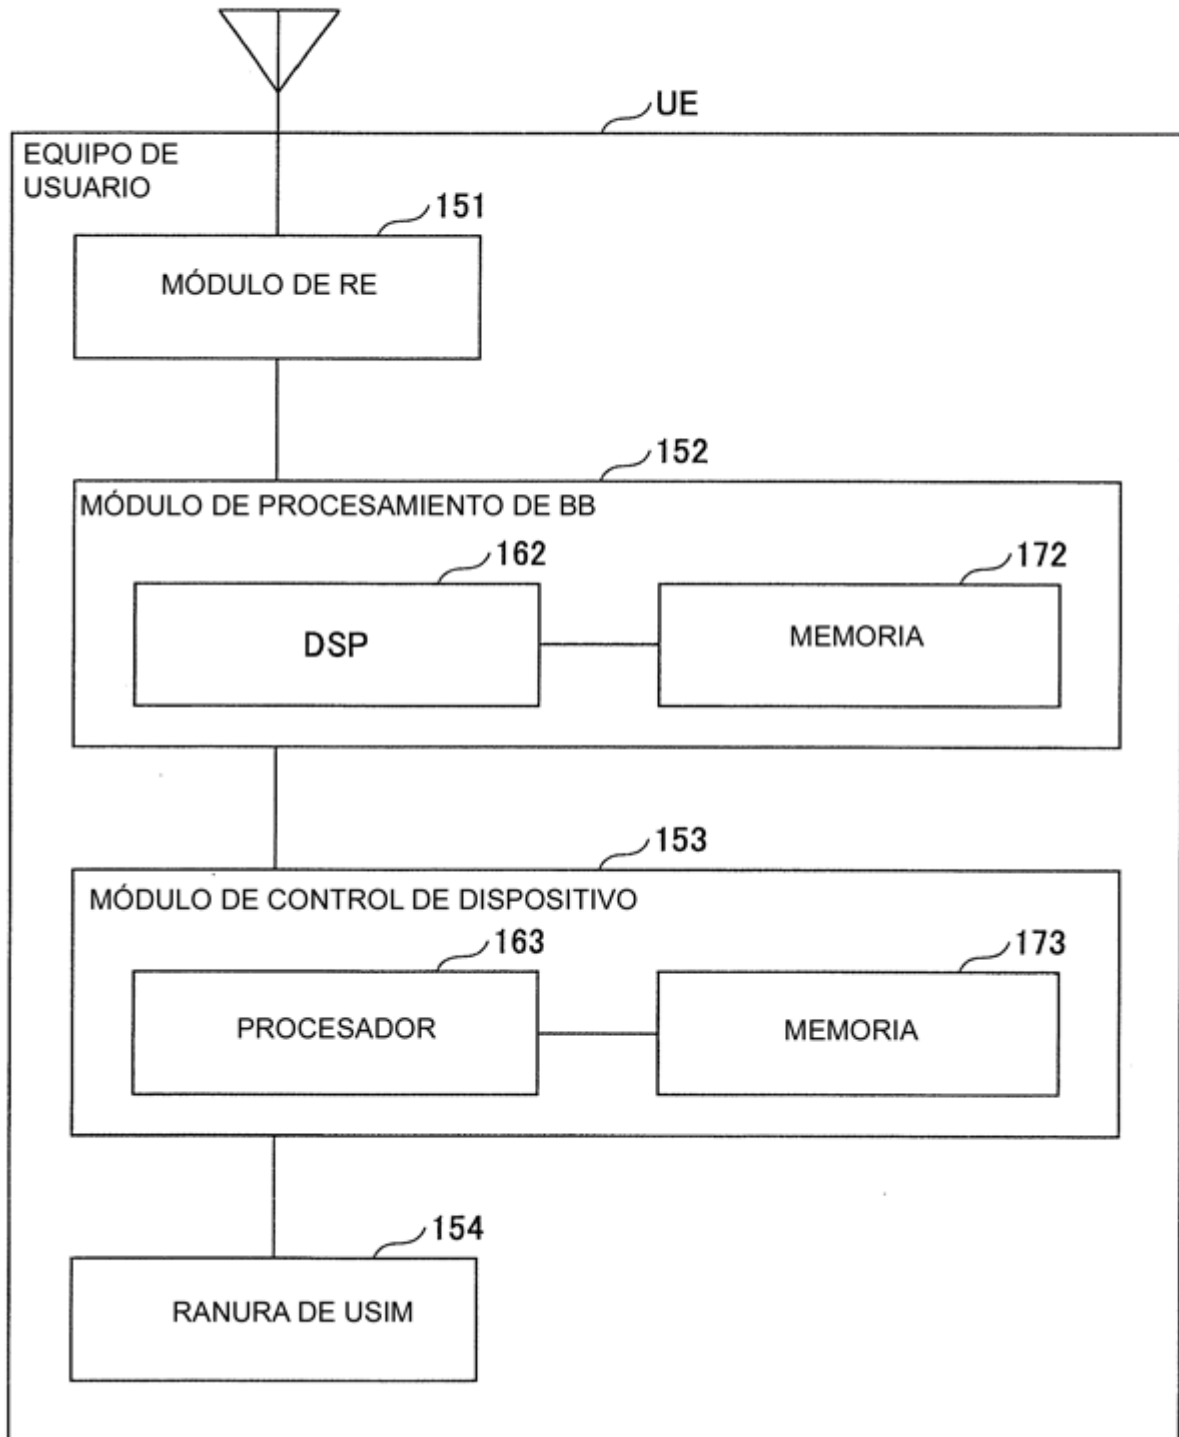 UE
EQUIPO DE
USUARIO
151
MÓDULO DE RE
152
MÓDULO DE PROCESAMIENTO DE BB
162
172
DSP
MEMORIA
153
MÓDULO DE CONTROL DE DISPOSITIVO
163
173
PROCESADOR
MEMORIA
154
RANURA DE USIM